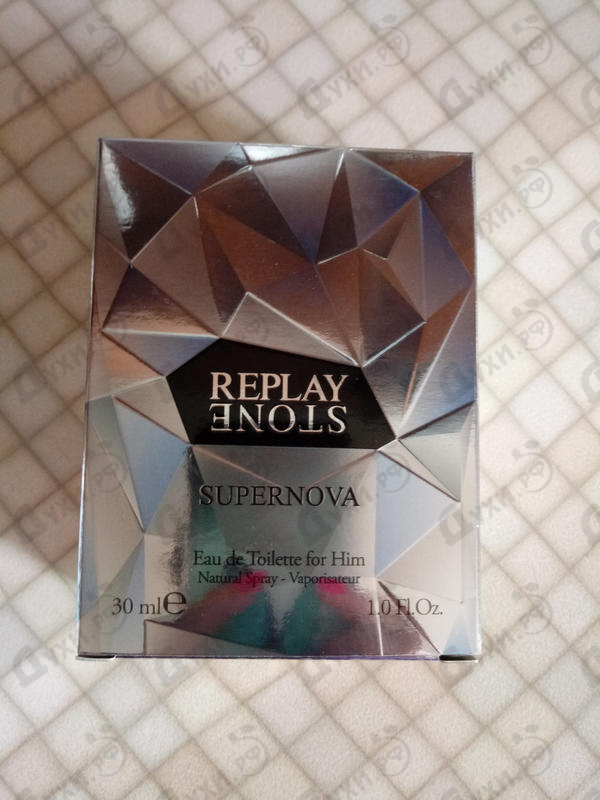 REPLAY
STONE
SUPERNOVA
Eau de Toilette for Him
Natural Spray - Vaporisateur
30 ml e 1.0 Fl.Oz.
Духи.РФ